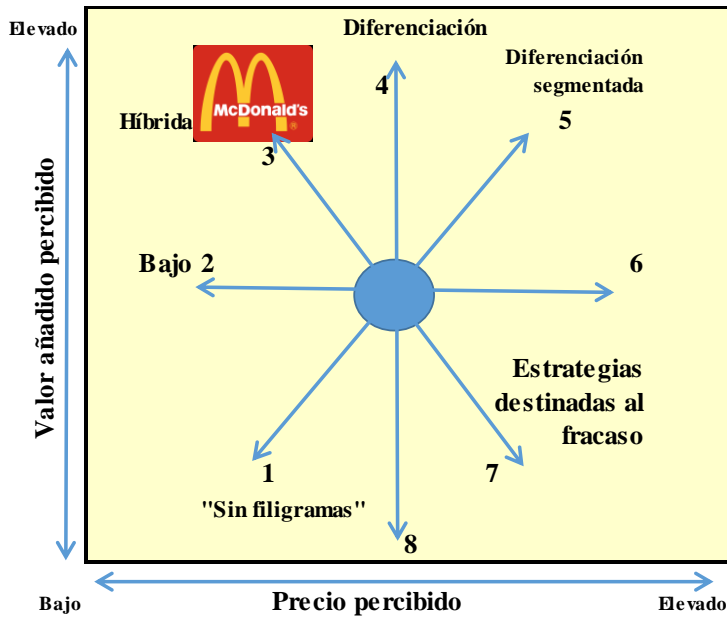 Elevado
Diferenciación
4
Diferenciación
segmentada
5
McDonald's
®
Híbrida
3
Bajo 2
6
Valor añadido percibido
Estrategias
destinadas al
fracaso
1
7
"Sin filigramas"
8
Bajo
Precio percibido
Elevado